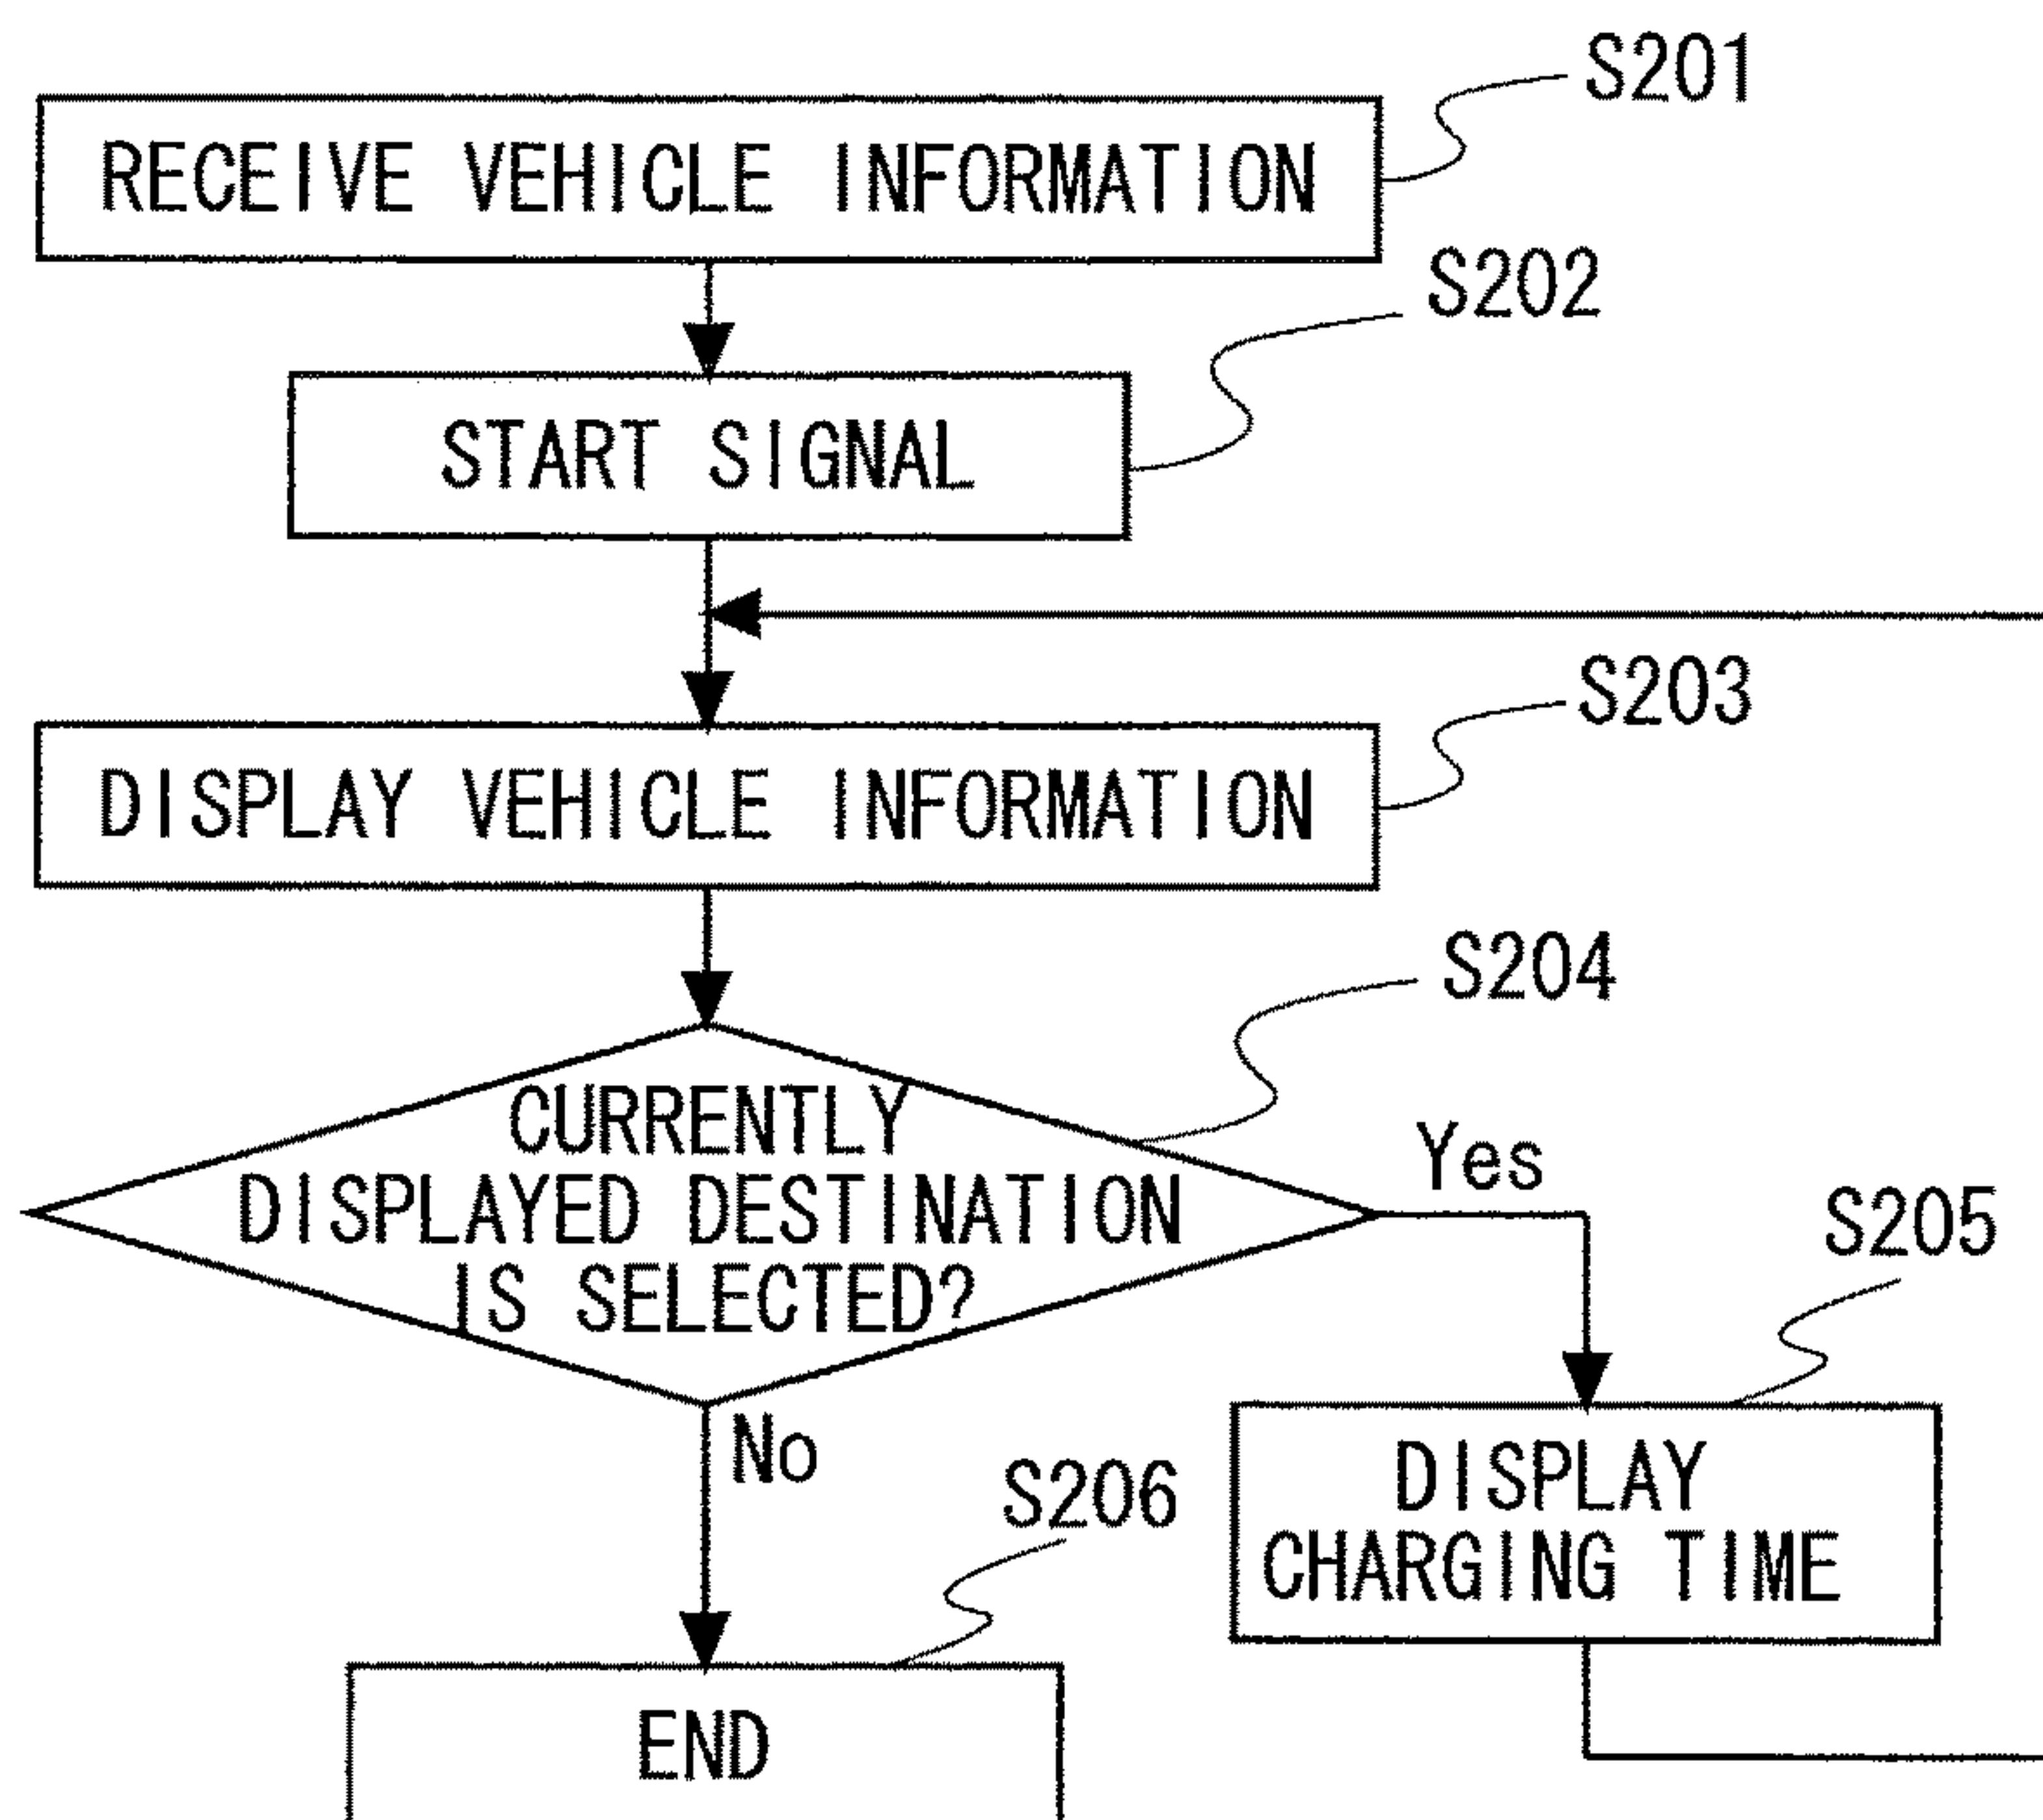 S201
RECEIVE VEHICLE INFORMATION
S202
START SIGNAL
S203
DISPLAY VEHICLE INFORMATION
S204
CURRENTLY
DISPLAYED DESTINATION
IS SELECTED?
Yes
S205
DISPLAY
CHARGING TIME
No
S206
END